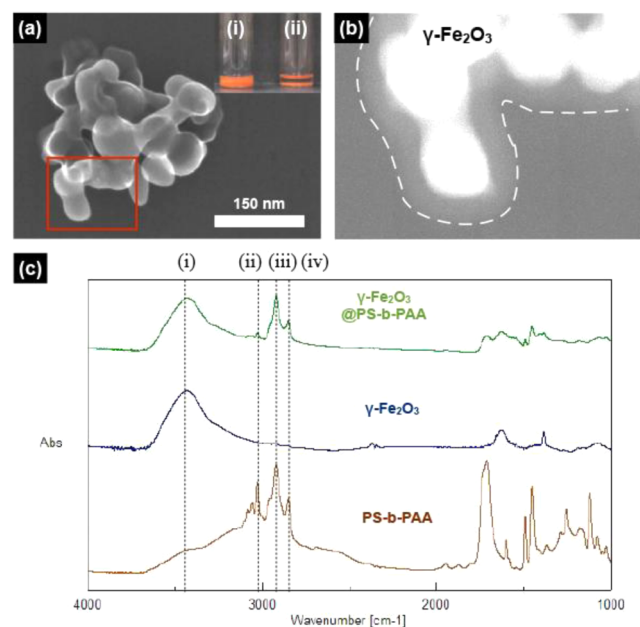 (a)
(i)
(ii)
150 nm
(b)
γ-Fe₂O₃
(c)
(i)
(ii)
(iii)
(iv)
γ-Fe₂O₃
@PS-b-PAA
γ-Fe₂O₃
Abs
PS-b-PAA
4000
3000
2000
1000
Wavenumber [cm-1]